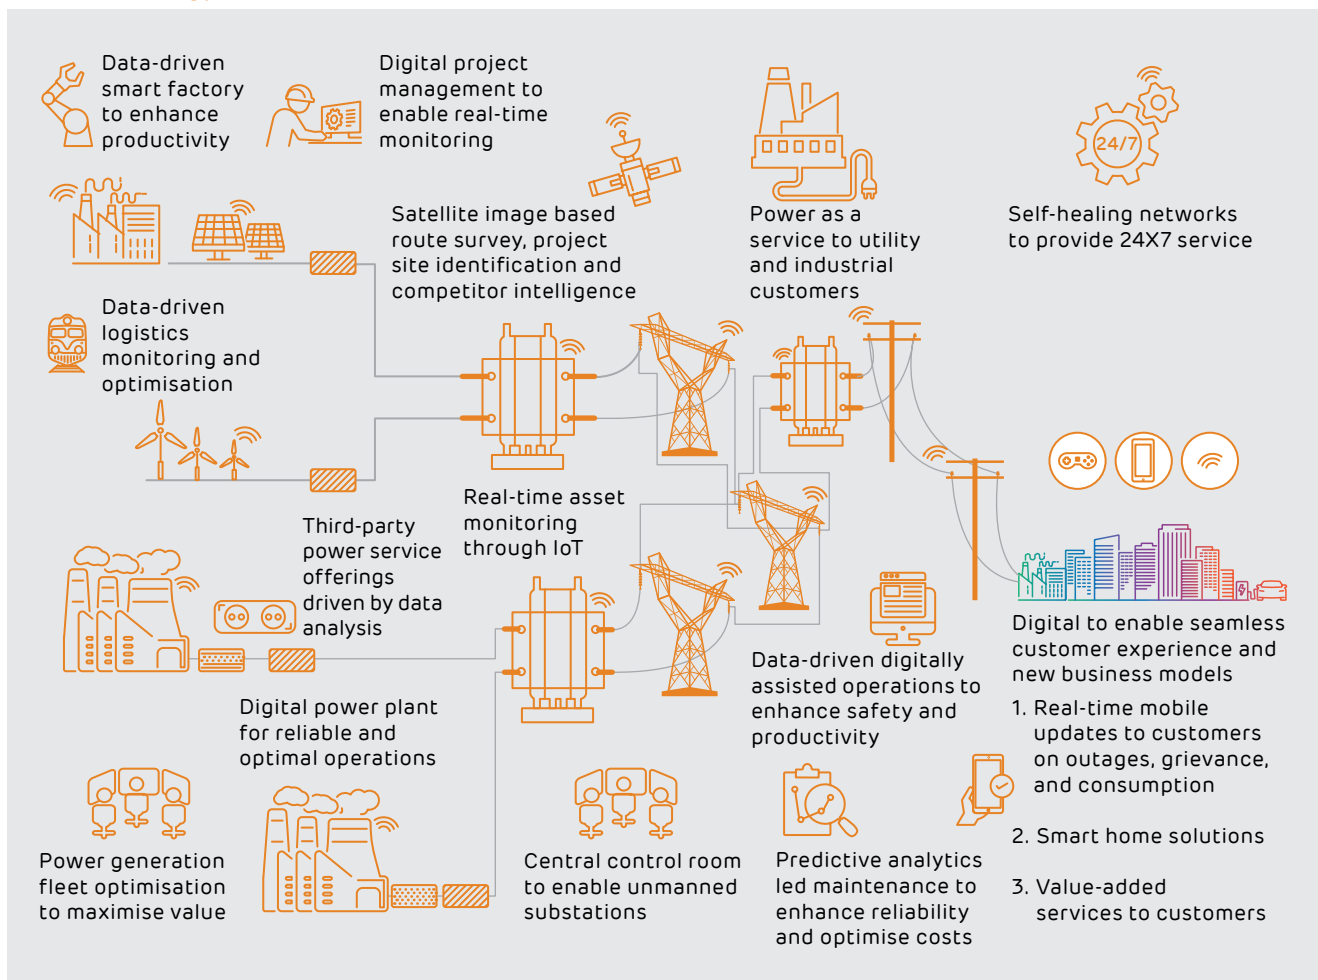 Data-driven
smart factory
to enhance
productivity
Digital project
management to
enable real-time
monitoring
Satellite image based
route survey, project
site identification and
competitor intelligence
Power as a
service to utility
and industrial
customers
24/7
Self-healing networks
to provide 24X7 service
Data-driven
logistics
monitoring and
optimisation
Real-time asset
monitoring
through IoT
Third-party
power service
offerings
driven by data
analysis
Digital power plant
for reliable and
optimal operations
Data-driven digitally
assisted operations to
enhance safety and
productivity
Digital to enable seamless
customer experience and
new business models
1. Real-time mobile
updates to customers
on outages, grievance,
and consumption
2. Smart home solutions
3. Value-added
services to customers
Power generation
fleet optimisation
to maximise value
Central control room
to enable unmanned
substations
Predictive analytics
led maintenance to
enhance reliability
and optimise costs